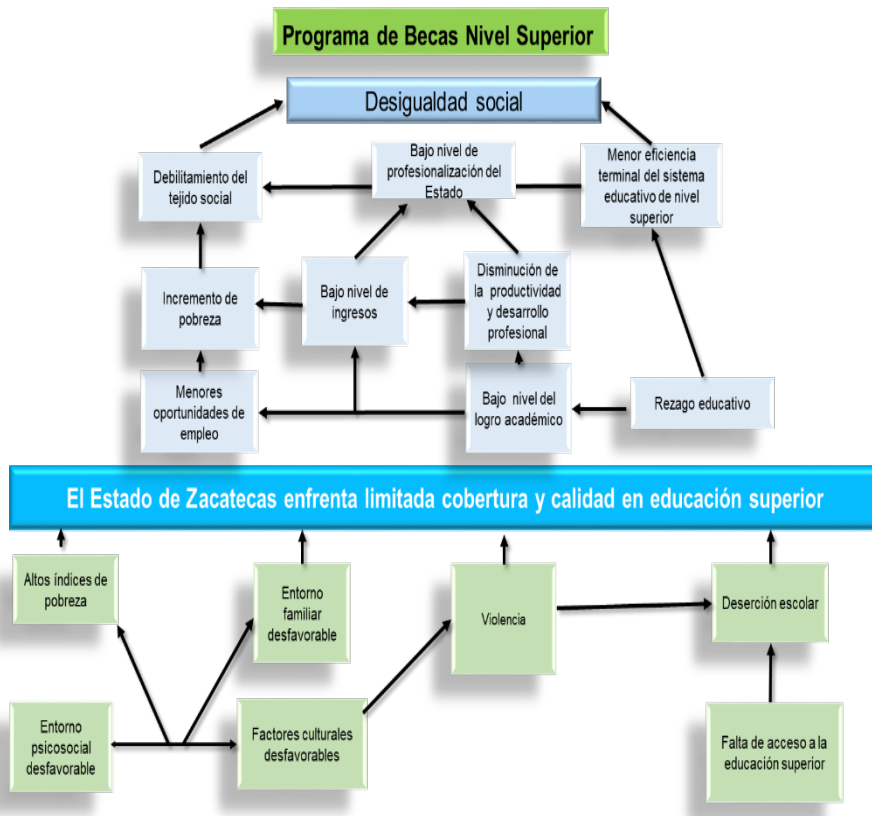 Programa de Becas Nivel Superior
Desigualdad social
Debilitamiento del
tejido social
Bajo nivel de
profesionalización del
Estado
Menor eficiencia
terminal del sistema
educativo de nivel
superior
Incremento de
pobreza
Bajo nivel de
ingresos
Disminución de
la productividad
y desarrollo
profesional
Menores
oportunidades de
empleo
Bajo nivel del
logro académico
Rezago educativo
El Estado de Zacatecas enfrenta limitada cobertura y calidad en educación superior
Altos índices de
pobreza
Entorno
familiar
desfavorable
Violencia
Deserción escolar
Entorno
psicosocial
desfavorable
Factores culturales
desfavorables
Falta de acceso a la
educación superior